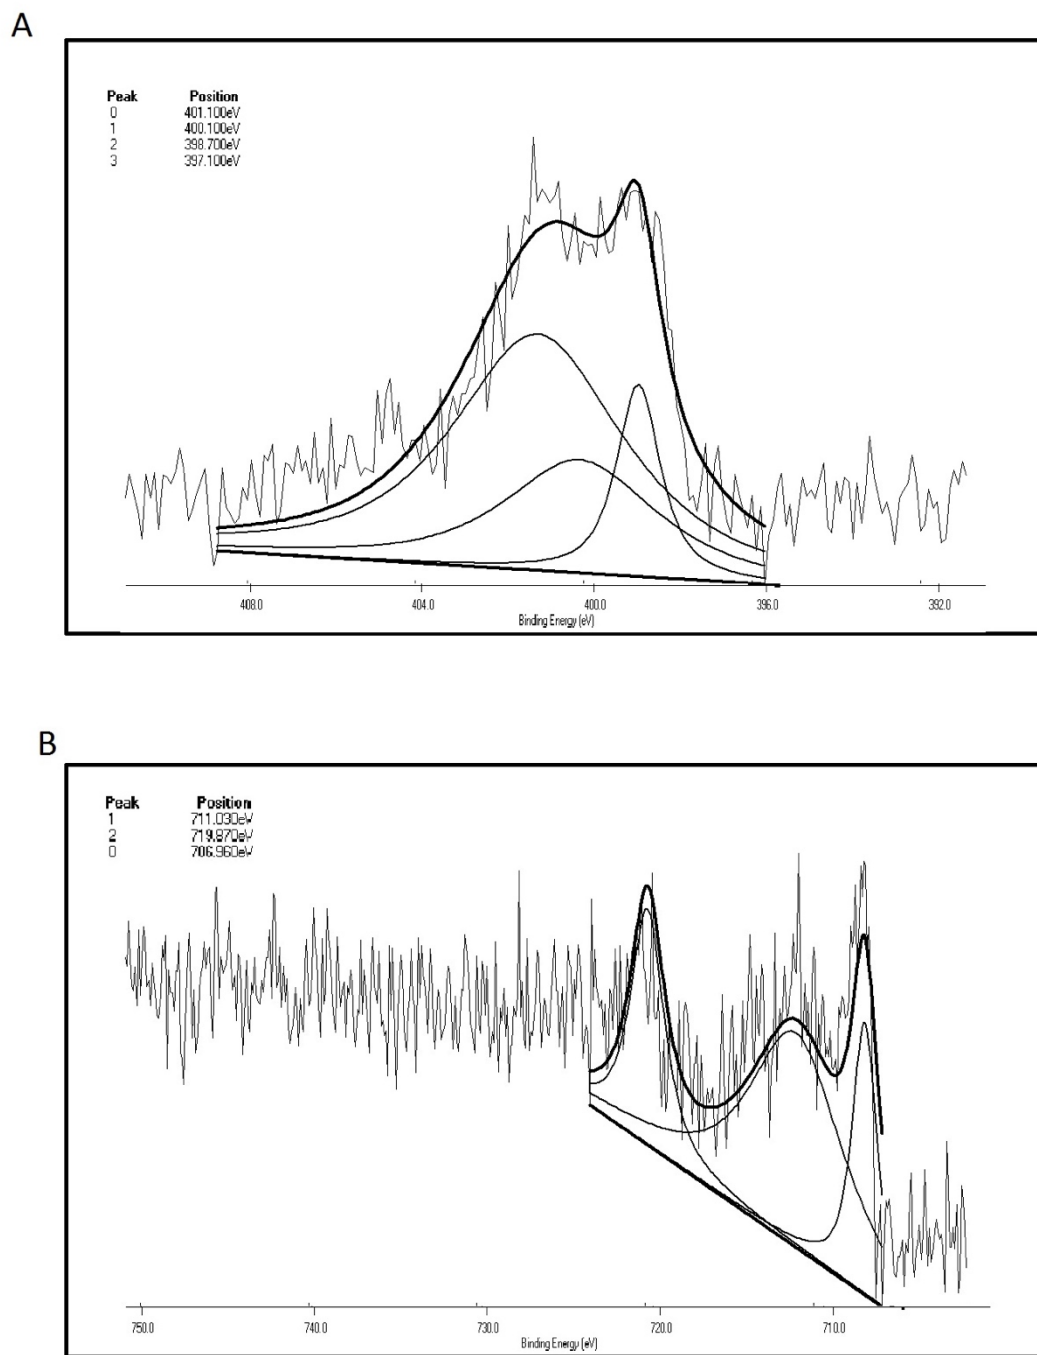 A
Peak Position
0 401.100eV
1 400.100eV
2 398.700eV
3 397.100eV
408.0 404.0 400.0 396.0 392.0
Binding Energy (eV)
B
Peak Position
1 711.030eV
2 719.870eV
0 706.960eV
750.0 740.0 730.0 720.0 710.0
Binding Energy (eV)